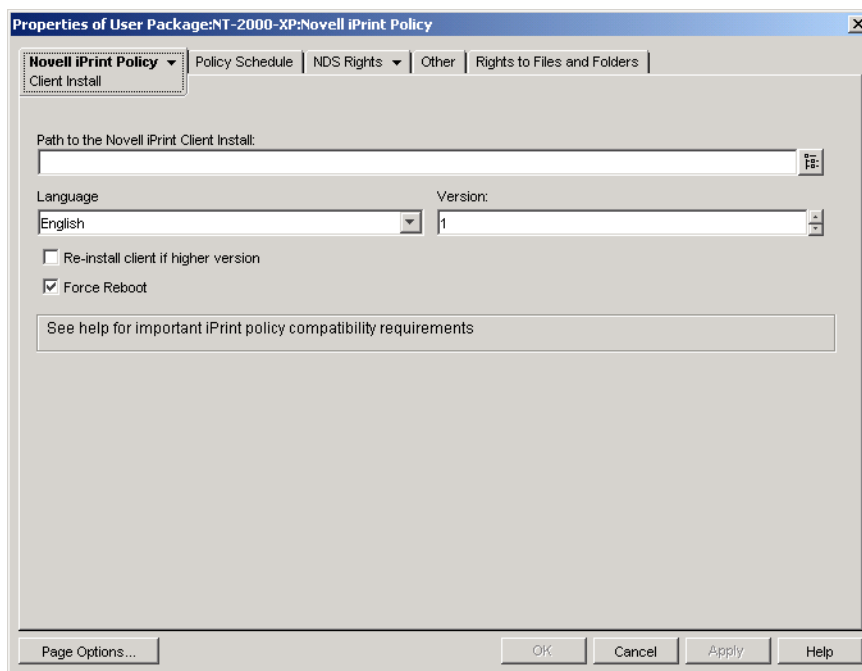 Properties of User Package:NT-2000-XP:Novell iPrint Policy
Novell iPrint Policy Policy Schedule NDS Rights Other Rights to Files and Folders
Client Install
Path to the Novell iPrint Client Install:
Language Version:
English 1
Re-install client if higher version
Force Reboot
See help for important iPrint policy compatibility requirements
Page Options... OK Cancel Apply Help